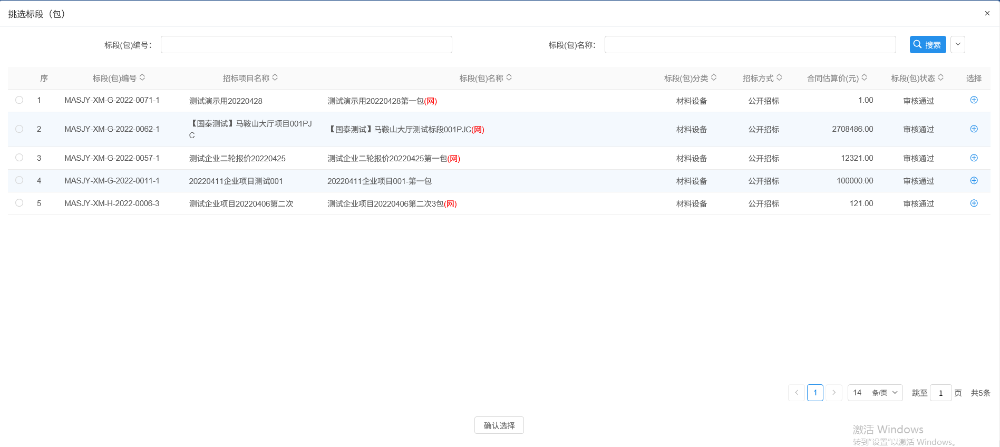 挑选标段（包）
×
标段(包)编号：
标段(包)名称：
搜索
序 标段(包)编号 招标项目名称 标段(包)名称 标段(包)分类 招标方式 合同估算价(元) 标段(包)状态 选择
1 MASJY-XM-G-2022-0071-1 测试演示用20220428 测试演示用20220428第一包(网) 材料设备 公开招标 1.00 审核通过
2 MASJY-XM-G-2022-0062-1 【国泰测试】马鞍山大厅项目001PJ
C 【国泰测试】马鞍山大厅测试标段001PJC(网) 材料设备 公开招标 2708486.00 审核通过
3 MASJY-XM-G-2022-0057-1 测试企业二轮报价20220425 测试企业二轮报价20220425第一包(网) 材料设备 公开招标 12321.00 审核通过
4 MASJY-XM-G-2022-0011-1 20220411企业项目测试001 20220411企业项目001-第一包 材料设备 公开招标 100000.00 审核通过
5 MASJY-XM-H-2022-0006-3 测试企业项目20220406第二次 测试企业项目20220406第二次3包(网) 材料设备 公开招标 121.00 审核通过
1 14 条/页 跳至 1 页 共5条
确认选择
激活 Windows
转到“设置”以激活 Windows。